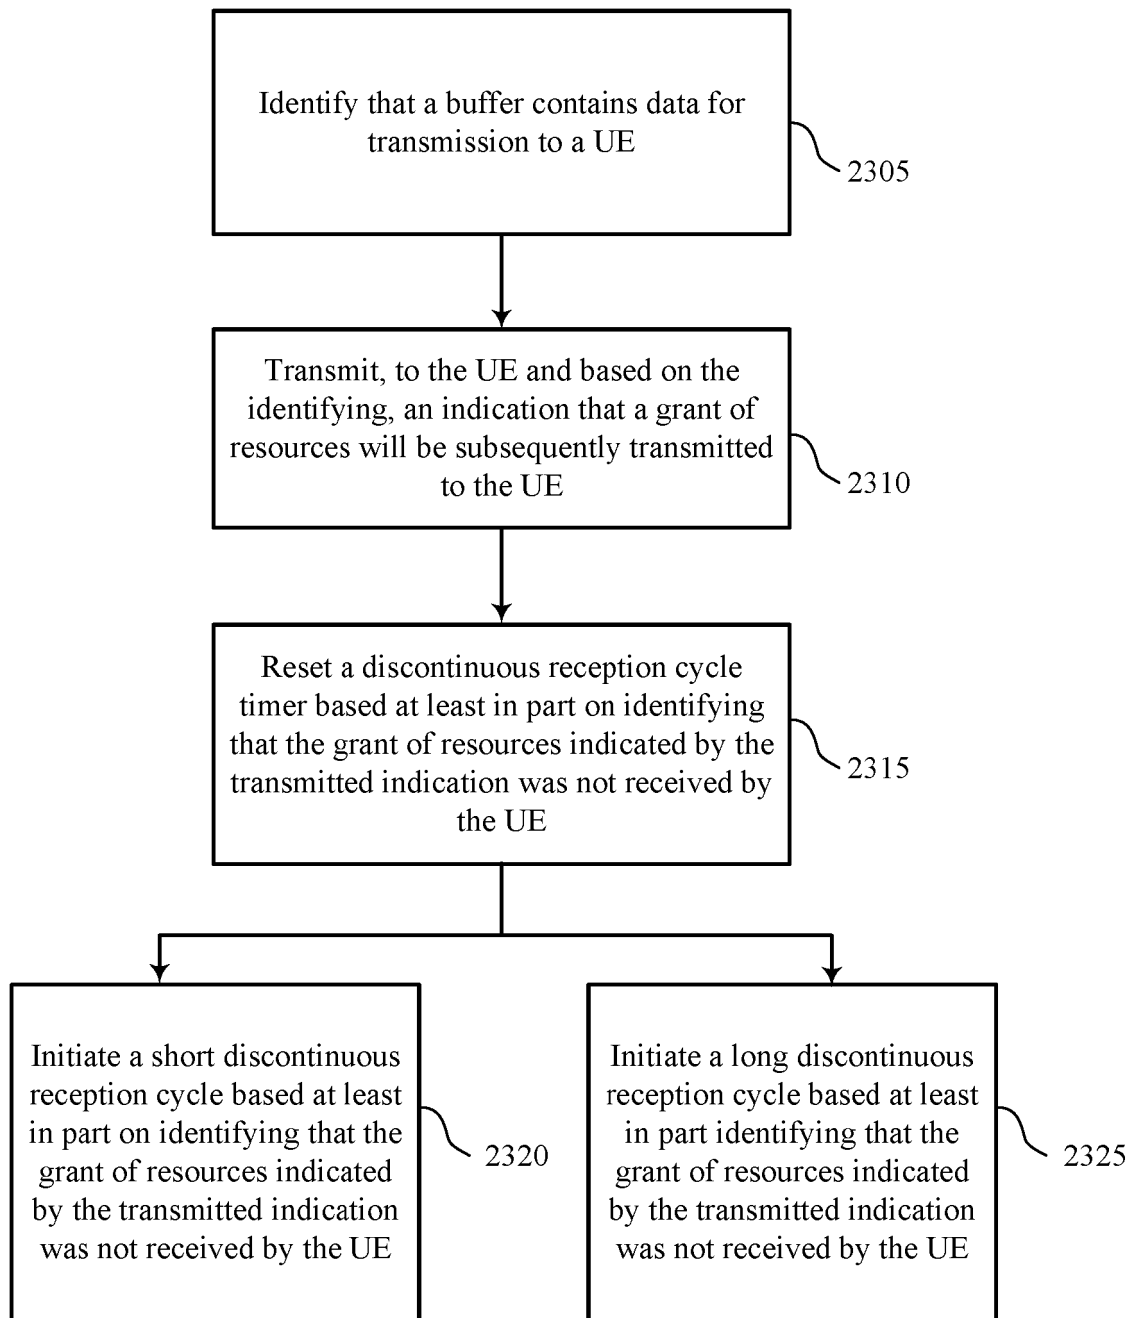 Identify that a buffer contains data for
transmission to a UE
2305
Transmit, to the UE and based on the
identifying, an indication that a grant of
resources will be subsequently transmitted
to the UE
2310
Reset a discontinuous reception cycle
timer based at least in part on identifying
that the grant of resources indicated by the
transmitted indication was not received by
the UE
2315
Initiate a short discontinuous
reception cycle based at least
in part on identifying that the
grant of resources indicated
by the transmitted indication
was not received by the UE
2320
Initiate a long discontinuous
reception cycle based at least
in part identifying that the
grant of resources indicated
by the transmitted indication
was not received by the UE
2325